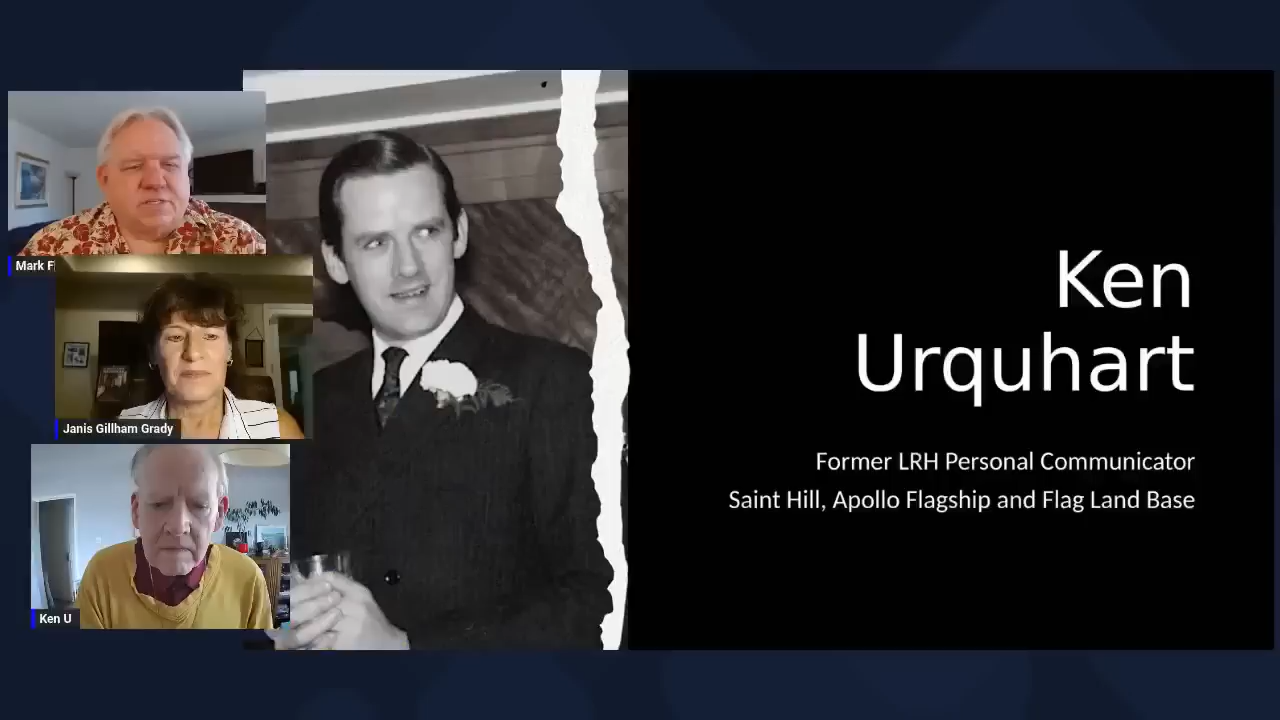 Mark F
Janis Gillham Grady
Ken U
Ken
Urquhart
Former LRH Personal Communicator
Saint Hill, Apollo Flagship and Flag Land Base